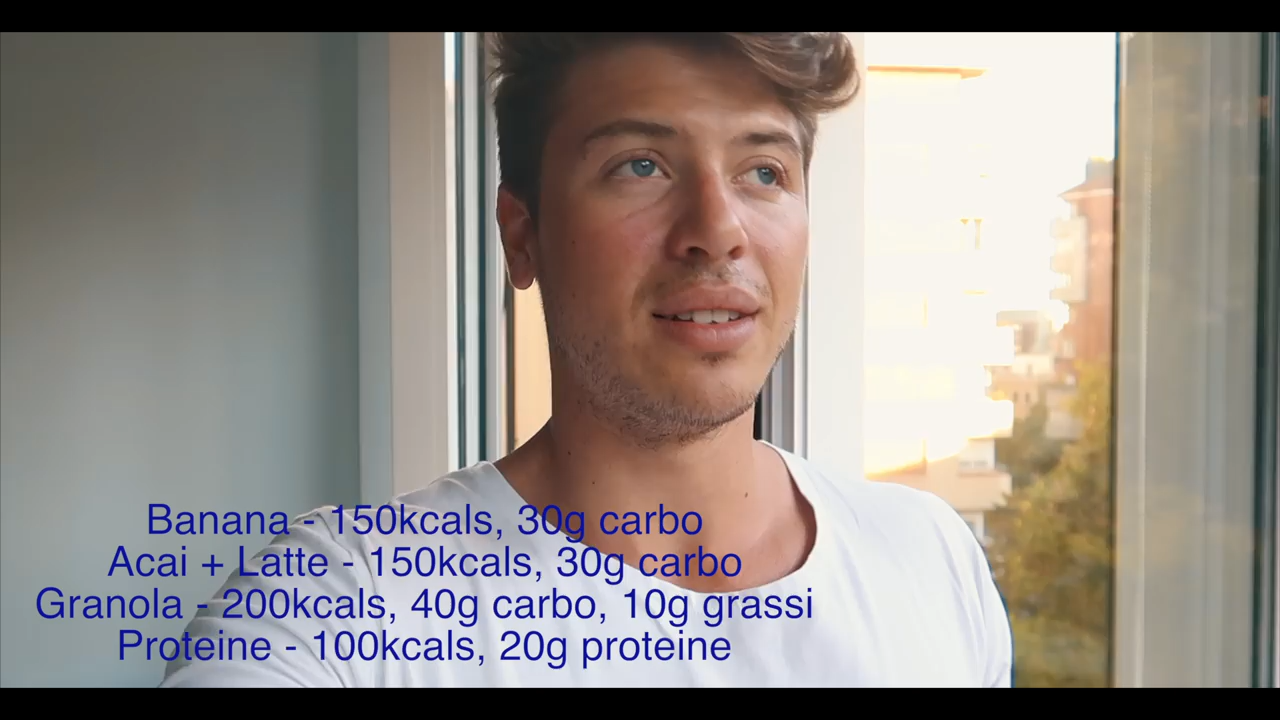 Banana - 150kcals, 30g carbo
Acai + Latte - 150kcals, 30g carbo
Granola - 200kcals, 40g carbo, 10g grassi
Proteine - 100kcals, 20g proteine